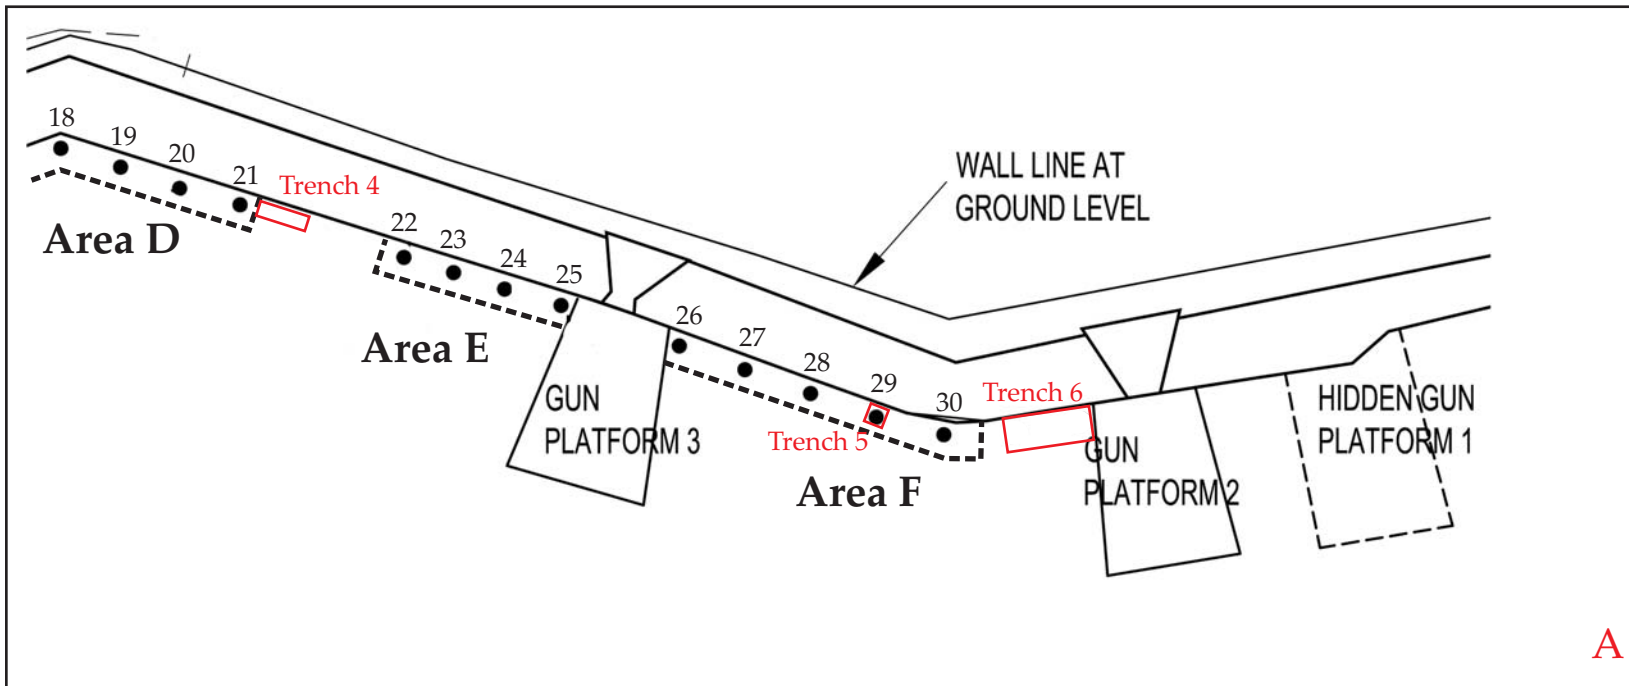 18
19
20
21
Trench 4
Area D
22
23
24
25
Area E
WALL LINE AT
GROUND LEVEL
26
27
28
29
30
GUN
PLATFORM 3
Trench 5
Area F
Trench 6
GUN
PLATFORM 2
HIDDEN GUN
PLATFORM 1
A